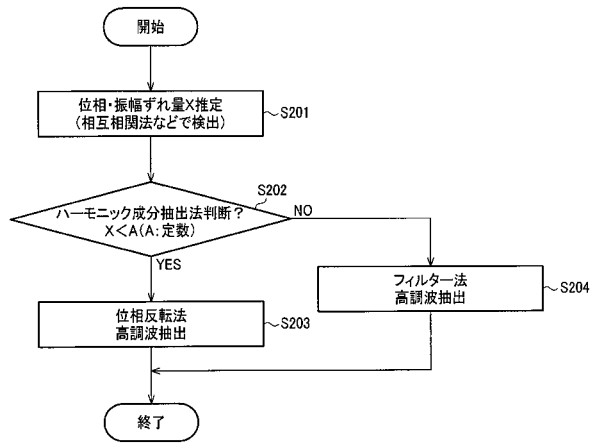 開始
位相・振幅ずれ量X推定
(相互相関法などで検出)
S201
S202
ハーモニック成分抽出法判断?
X<A(A:定数)
NO
YES
フィルター法
高調波抽出
S204
位相反転法
高調波抽出
S203
終了